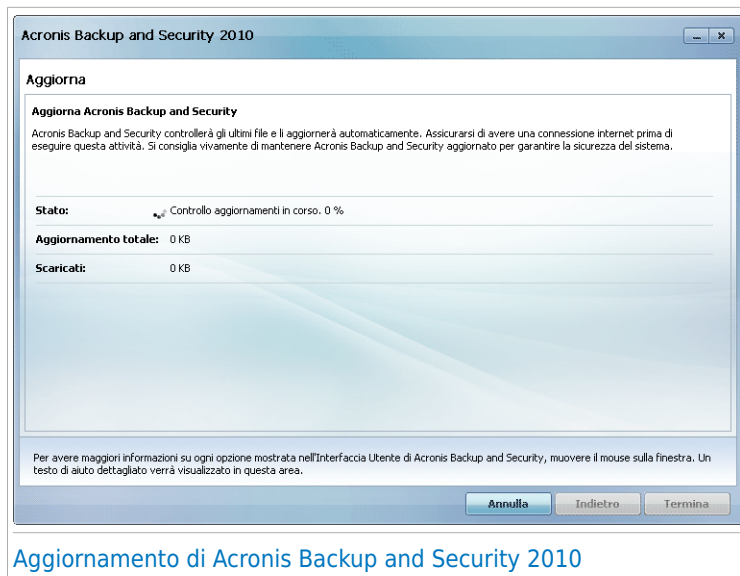 Acronis Backup and Security 2010
Aggiorna
Aggiorna Acronis Backup and Security
Acronis Backup and Security controllerà gli ultimi file e li aggiornerà automaticamente. Assicurarsi di avere una connessione internet prima di
eseguire questa attività. Si consiglia vivamente di mantenere Acronis Backup and Security aggiornato per garantire la sicurezza del sistema.
Stato: Controllo aggiornamenti in corso. 0 %
Aggiornamento totale: 0 KB
Scaricati: 0 KB
Per avere maggiori informazioni su ogni opzione mostrata nell'Interfaccia Utente di Acronis Backup and Security, muovere il mouse sulla finestra. Un
testo di aiuto dettagliato verrà visualizzato in questa area.
Annulla Indietro Termina
Aggiornamento di Acronis Backup and Security 2010